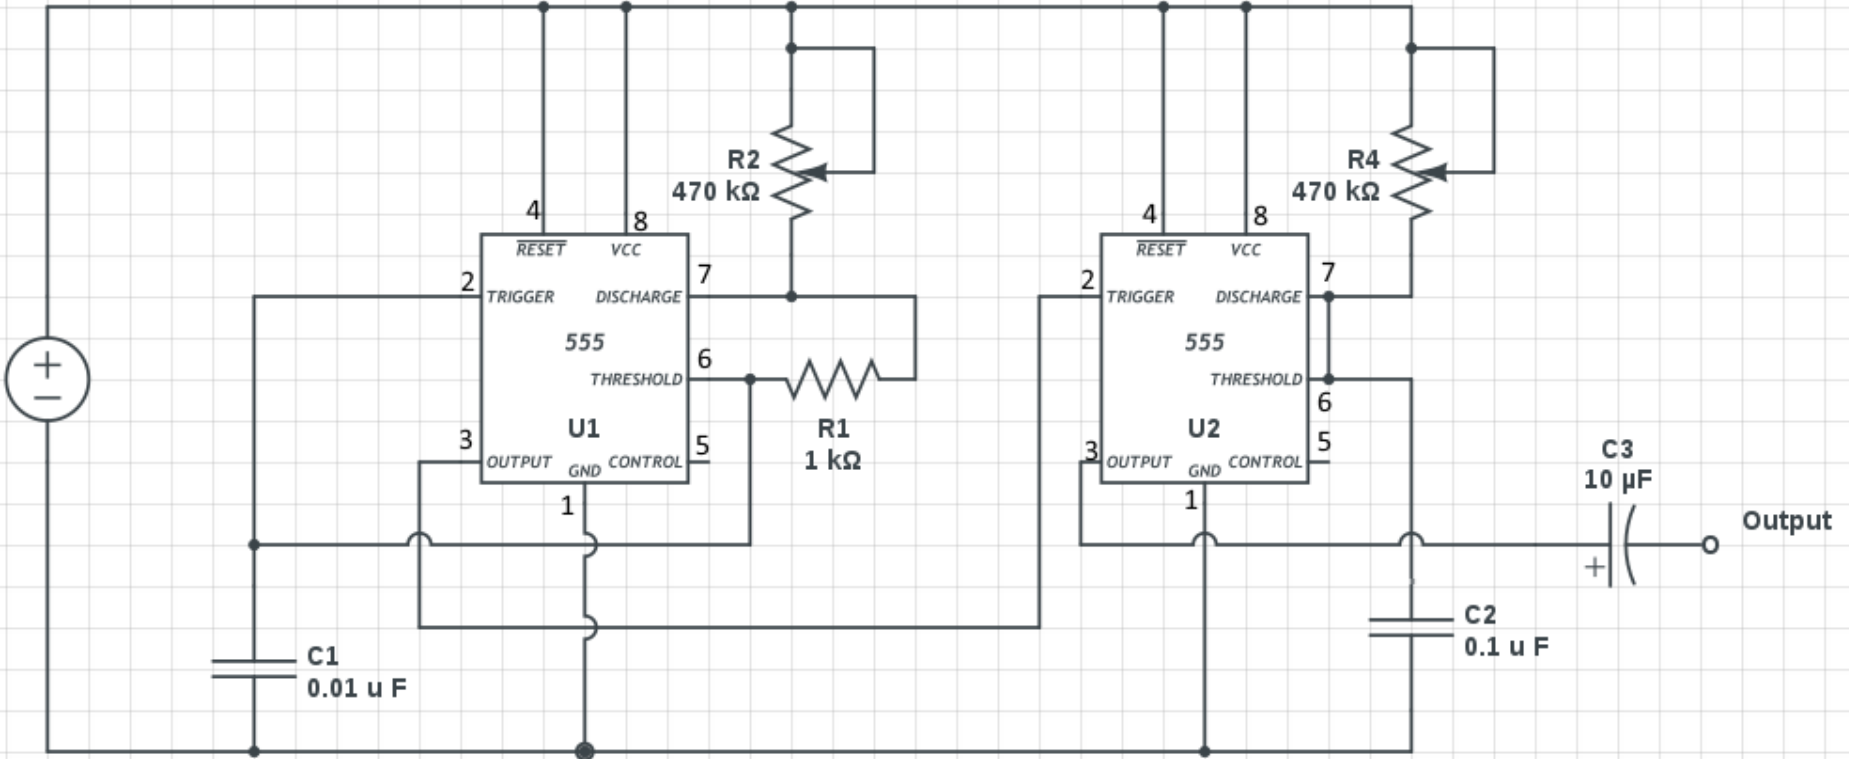 R2
470 kΩ
R4
470 kΩ
4
8
RESET
VCC
2
7
TRIGGER
DISCHARGE
555
6
THRESHOLD
U1
R1
1 kΩ
3
5
OUTPUT
GND
CONTROL
1
4
8
RESET
VCC
2
7
TRIGGER
DISCHARGE
555
THRESHOLD
6
U2
3
5
OUTPUT
GND
CONTROL
1
+
−
C3
10 µF
+
Output
C1
0.01 u F
C2
0.1 u F